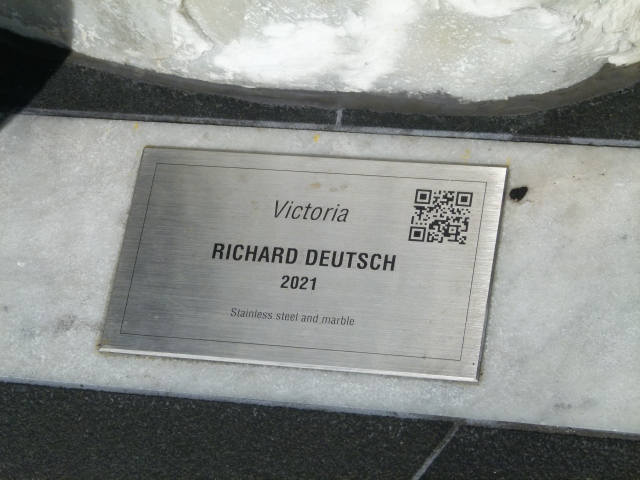 Victoria
RICHARD DEUTSCH
2021
Stainless steel and marble